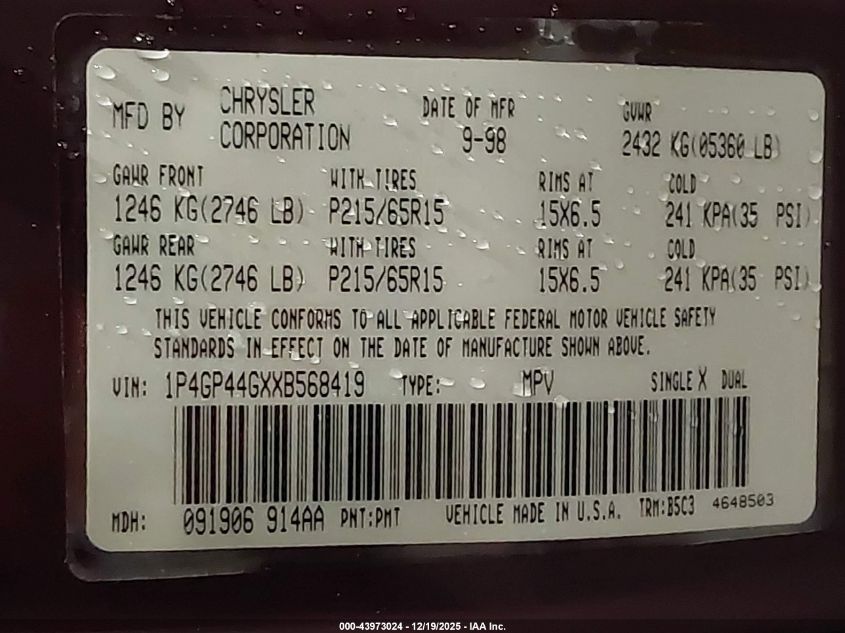 MFD BY CHRYSLER CORPORATION DATE OF MFR 9-98 GVWR 2432 KG(05360 LB)
GAWR FRONT WITH TIRES RIMS AT COLD
1246 KG(2746 LB) P215/65R15 15X6.5 241 KPA(35 PSI)
GAWR REAR WITH TIRES RIMS AT COLD
1246 KG(2746 LB) P215/65R15 15X6.5 241 KPA(35 PSI)
THIS VEHICLE CONFORMS TO ALL APPLICABLE FEDERAL MOTOR VEHICLE SAFETY
STANDARDS IN EFFECT ON THE DATE OF MANUFACTURE SHOWN ABOVE.
VIN: 1P4GP44GXXB568419 TYPE: MPV SINGLE X DUAL
MDH: 091906 914AA PNT:PMT VEHICLE MADE IN U.S.A. TRM:B5C3 4648503
000-43973024 - 12/19/2025 - IAA Inc.